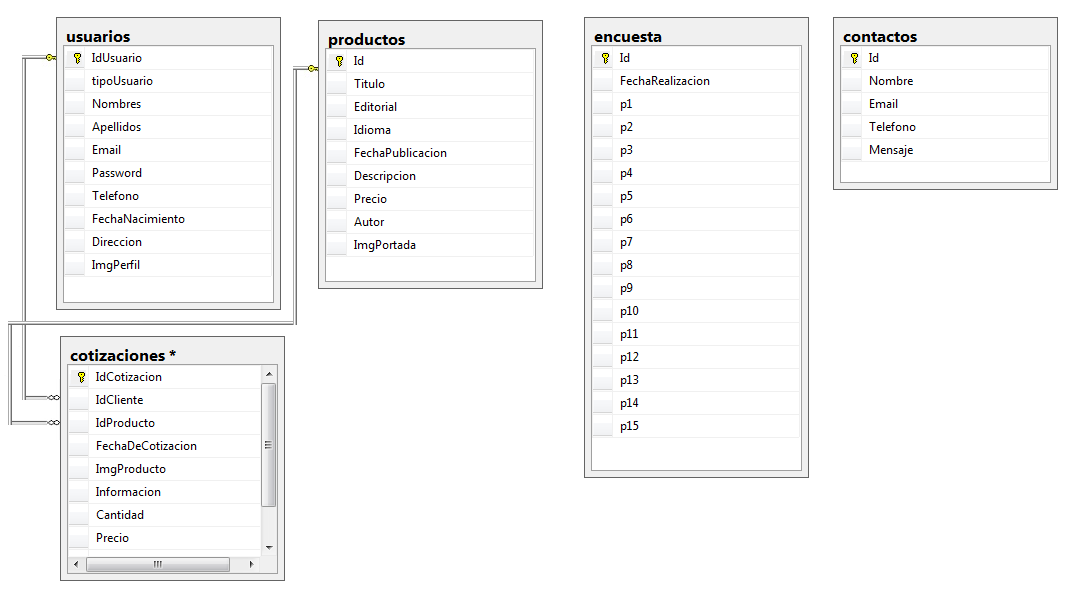 usuarios
IdUsuario
tipoUsuario
Nombres
Apellidos
Email
Password
Telefono
FechaNacimiento
Direccion
ImgPerfil
productos
Id
Titulo
Editorial
Idioma
FechaPublicacion
Descripcion
Precio
Autor
ImgPortada
encuesta
Id
FechaRealizacion
p1
p2
p3
p4
p5
p6
p7
p8
p9
p10
p11
p12
p13
p14
p15
contactos
Id
Nombre
Email
Telefono
Mensaje
cotizaciones *
IdCotizacion
IdCliente
IdProducto
FechaDeCotizacion
ImgProducto
Informacion
Cantidad
Precio